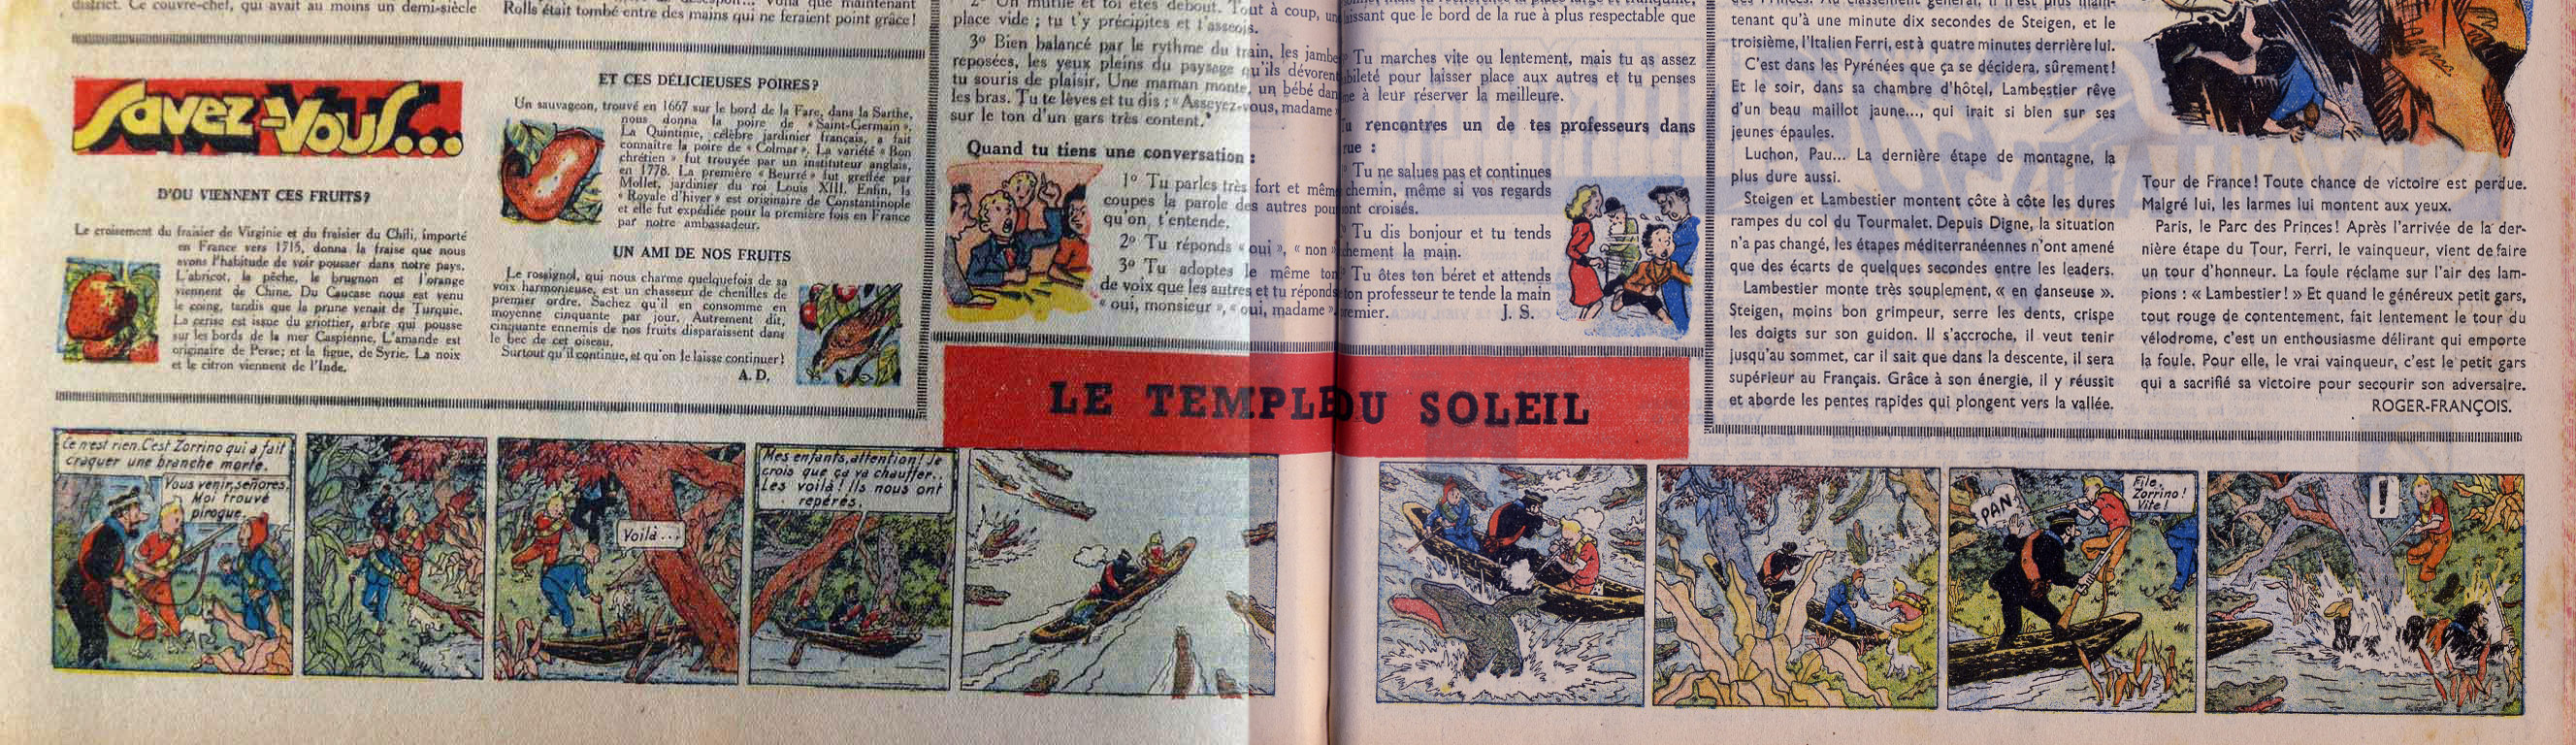 district. Ce couvre-chef, qui avait au moins un demi-siècle
Voilà que maintenant
Rolls était tombé entre des mains qui ne feraient point grâce!
Savez-Vous...
D'OU VIENNENT CES FRUITS?
Le croisement du fraisier de Virginie et du fraisier du Chili, importé
en France vers 1715, donna la fraise que nous
avons l'habitude de voir pousser dans notre pays.
L'abricot, la pêche, le brugnon et l'orange
viennent de Chine. Du Caucase nous est venu
le coing, tandis que la prune venait de Turquie.
La cerise est issue du griottier, arbre qui pousse
sur les bords de la mer Caspienne. L'amande est
originaire de Perse; et la figue, de Syrie. La noix
et le citron viennent de l'Inde.
ET CES DÉLICIEUSES POIRES?
Un sauvageon, trouvé en 1667 sur le bord de la Fare, dans la Sarthe,
nous donna la poire de « Saint-Germain ».
La Quintinie, célèbre jardinier français, a fait
connaître la poire de « Colmar ». La variété « Bon
chrétien » fut trouvée par un instituteur anglais,
en 1778. La première « Beurré » fut greffée par
Mollet, jardinier du roi Louis XIII. Enfin, la
« Royale d'hiver » est originaire de Constantinople
et elle fut expédiée pour la première fois en France
par notre ambassadeur.
UN AMI DE NOS FRUITS
Le rossignol, qui nous charme quelquefois de sa
voix harmonieuse, est un chasseur de chenilles de
premier ordre. Sachez qu'il en consomme en
moyenne cinquante par jour. Autrement dit,
cinquante ennemis de nos fruits disparaissent dans
le bec de cet oiseau.
Surtout qu'il continue, et qu'on le laisse continuer!
A. D.
2° Un mutilé et toi êtes debout. Tout à coup, un
place vide; tu t'y précipites et t'asseois.
3° Bien balancé par le rythme du train, les jambe
reposées, les yeux pleins du paysage qu'ils dévorent
tu souris de plaisir. Une maman monte, un bébé dan
les bras. Tu te lèves et tu dis : « Asseyez-vous, madame »
sur le ton d'un gars très content.
Quand tu tiens une conversation :
1° Tu parles très fort et mêm
coupes la parole des autres pou
qu'on t'entende.
2° Tu réponds « oui », « non »
3° Tu adoptes le même ton
de voix que les autres et tu réponds
« oui, monsieur », « oui, madame ».
laissant que le bord de la rue à plus respectable que
Tu marches vite ou lentement, mais tu as assez
bileté pour laisser place aux autres et tu penses
me à leur réserver la meilleure.
u rencontres un de tes professeurs dans
rue :
Tu ne salues pas et continues
chemin, même si vos regards
sont croisés.
Tu dis bonjour et tu tends
chement la main.
Tu ôtes ton béret et attends
ton professeur te tende la main
remier. J. S.
LE TEMPLE DU SOLEIL
tenant qu'à une minute dix secondes de Steigen, et le
troisième, l'Italien Ferri, est à quatre minutes derrière lui.
C'est dans les Pyrénées que ça se décidera, sûrement!
Et le soir, dans sa chambre d'hôtel, Lambestier rêve
d'un beau maillot jaune..., qui irait si bien sur ses
jeunes épaules.
Luchon, Pau... La dernière étape de montagne, la
plus dure aussi.
Steigen et Lambestier montent côte à côte les dures
rampes du col du Tourmalet. Depuis Digne, la situation
n'a pas changé, les étapes méditerranéennes n'ont amené
que des écarts de quelques secondes entre les leaders.
Lambestier monte très souplement, « en danseuse ».
Steigen, moins bon grimpeur, serre les dents, crispe
les doigts sur son guidon. Il s'accroche, il veut tenir
jusqu'au sommet, car il sait que dans la descente, il sera
supérieur au Français. Grâce à son énergie, il y réussit
et aborde les pentes rapides qui plongent vers la vallée.
Tour de France! Toute chance de victoire est perdue.
Malgré lui, les larmes lui montent aux yeux.
Paris, le Parc des Princes! Après l'arrivée de la der-
nière étape du Tour, Ferri, le vainqueur, vient de faire
un tour d'honneur. La foule réclame sur l'air des lam-
pions : « Lambestier! » Et quand le généreux petit gars,
tout rouge de contentement, fait lentement le tour du
vélodrome, c'est un enthousiasme délirant qui emporte
la foule. Pour elle, le vrai vainqueur, c'est le petit gars
qui a sacrifié sa victoire pour secourir son adversaire.
ROGER-FRANÇOIS.
Ce n'est rien. C'est Zorrino qui a fait
craquer une branche morte.
Vous venir, señores.
Moi trouvé
pirogue.
Voilà...
Mes enfants, attention! Je
crois que ça va chauffer..
Les voilà! Ils nous ont
repérés.
PAN
File,
Zorrino!
Vite!
!